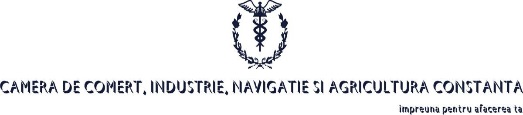 CAMERA DE COMERT, INDUSTRIE, NAVIGATIE SI AGRICULTURA CONSTANTA
impreuna pentru afacerea ta